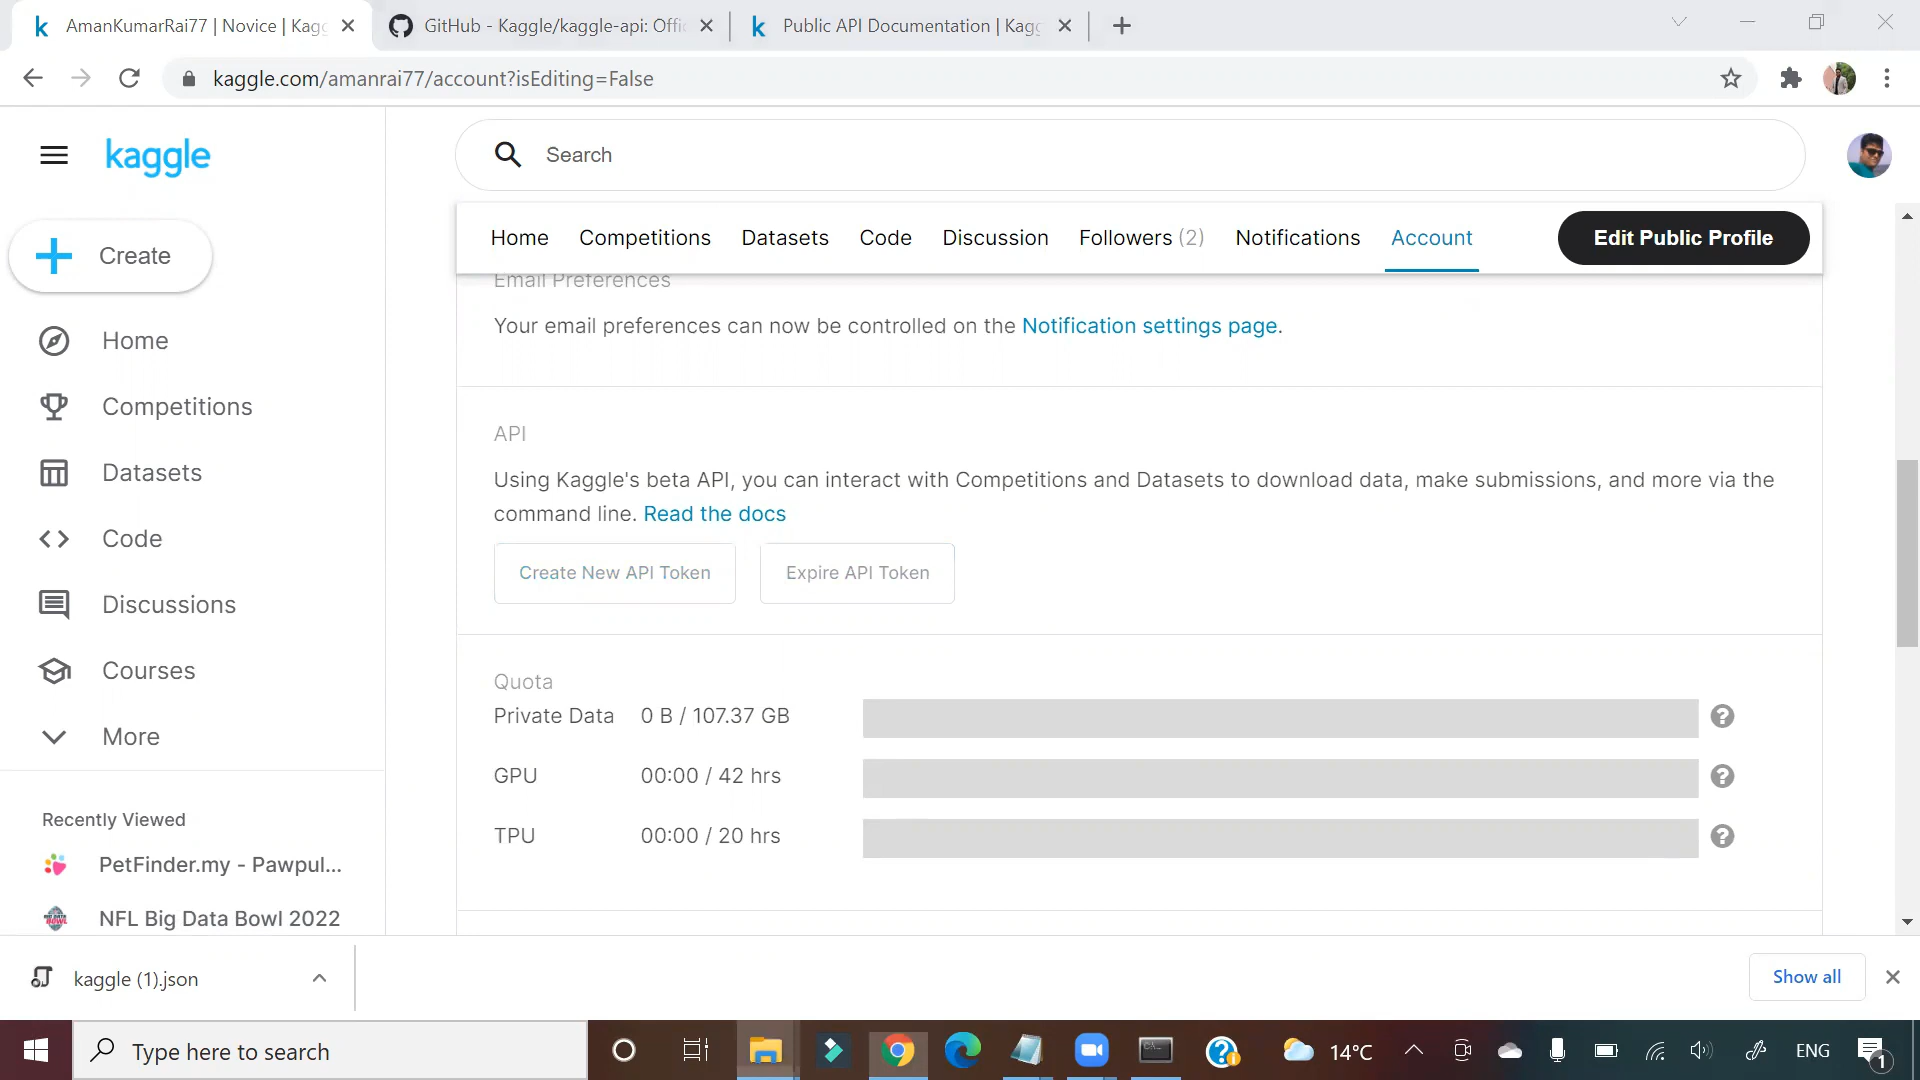 AmanKumarRai77 | Novice | Kagg
GitHub - Kaggle/kaggle-api: Offi
Public API Documentation | Kagg
kaggle.com/amanrai77/account?isEditing=False
kaggle
Search
Create
Home
Competitions
Datasets
Code
Discussions
Courses
More
Recently Viewed
PetFinder.my - Pawpul...
NFL Big Data Bowl 2022
Home Competitions Datasets Code Discussion Followers (2) Notifications Account Edit Public Profile
Email Preferences
Your email preferences can now be controlled on the Notification settings page.
API
Using Kaggle's beta API, you can interact with Competitions and Datasets to download data, make submissions, and more via the
command line. Read the docs
Create New API Token Expire API Token
Quota
Private Data 0 B / 107.37 GB
GPU 00:00 / 42 hrs
TPU 00:00 / 20 hrs
kaggle (1).json
Show all
Type here to search
14°C
ENG
1